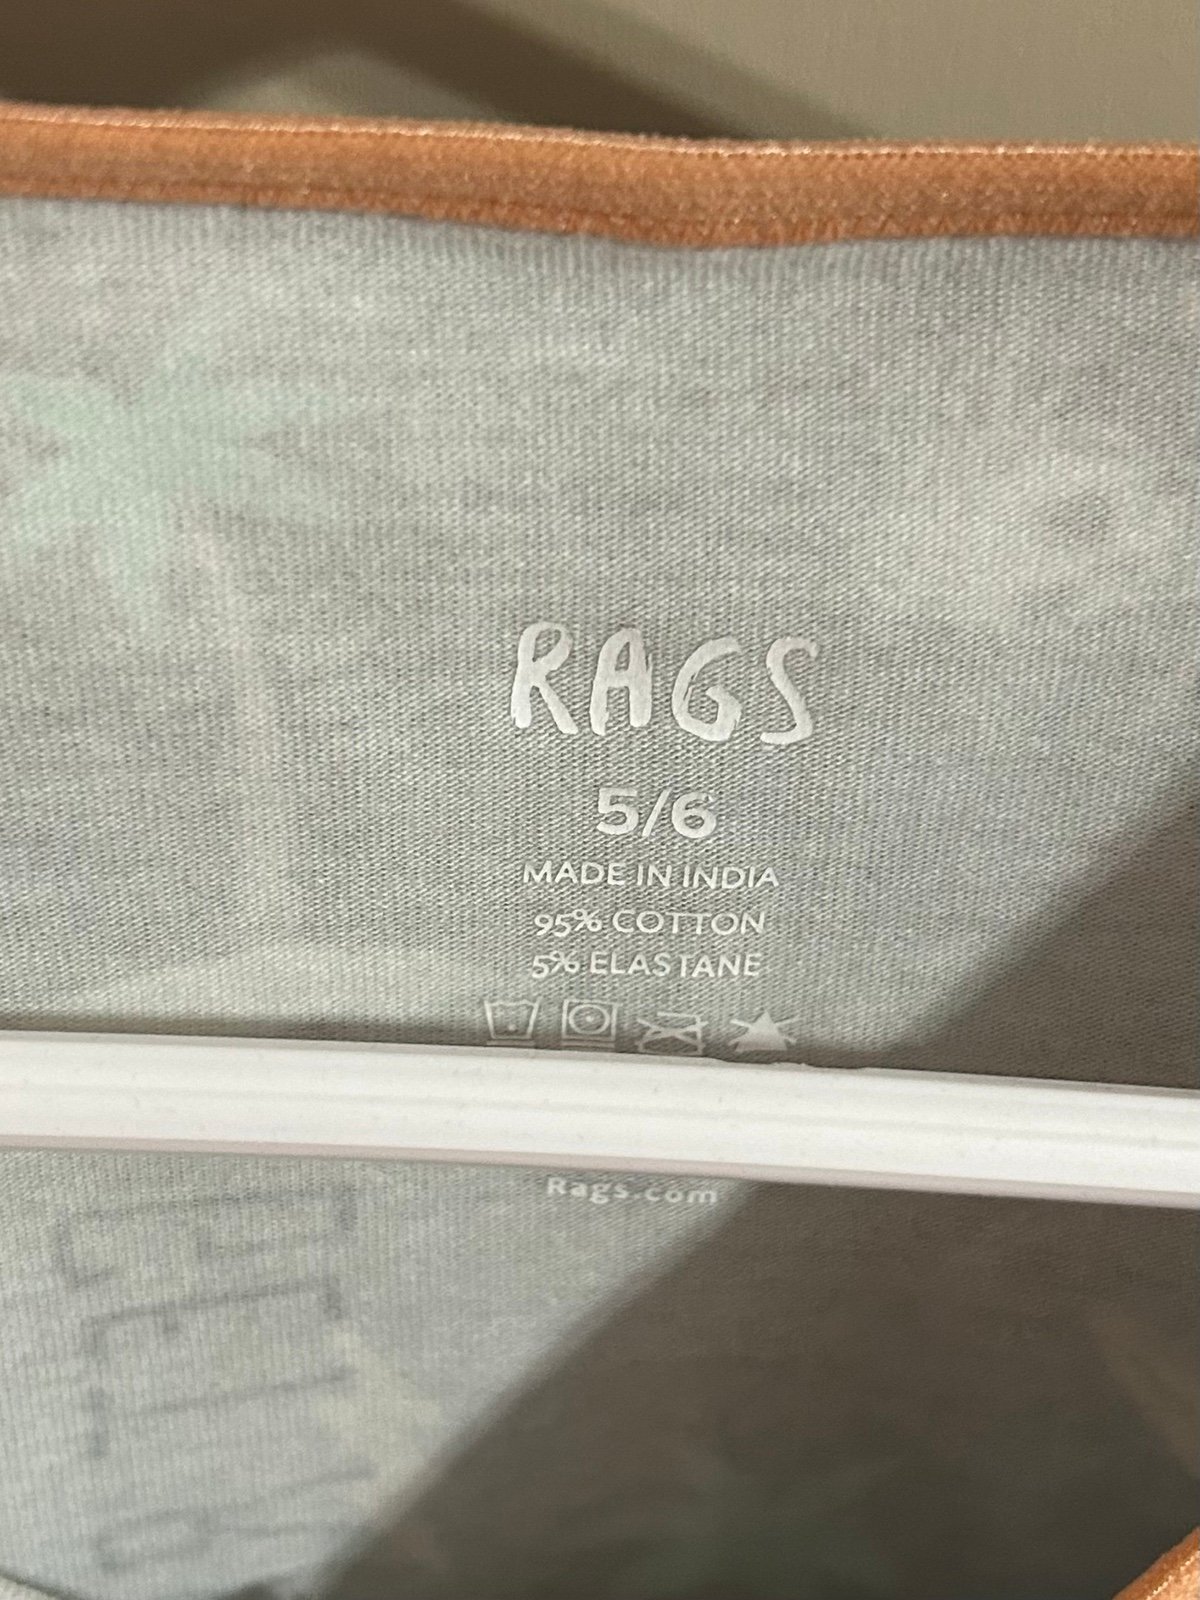 RAGS
5/6
MADE IN INDIA
95% COTTON
5% ELASTANE
Rags.com